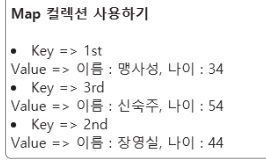 Map 컬렉션 사용하기
• Key => 1st
Value => 이름 : 맹사성, 나이 : 34
• Key => 3rd
Value => 이름 : 신숙주, 나이 : 54
• Key => 2nd
Value => 이름 : 장영실, 나이 : 44